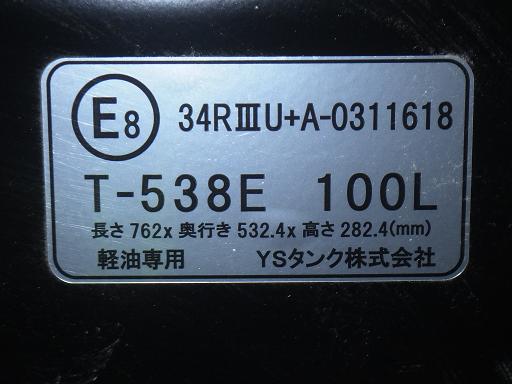 E8 34RⅢU+A-0311618
T-538E 100L
長さ 762x 奥行き 532.4x 高さ 282.4(mm)
軽油専用 YSタンク株式会社